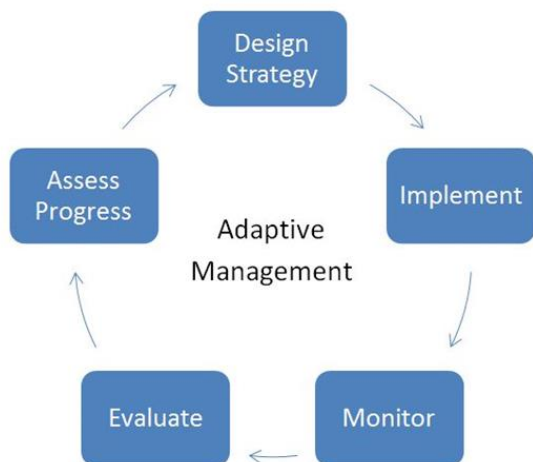 Design
Strategy
Implement
Monitor
Evaluate
Assess
Progress
Adaptive
Management